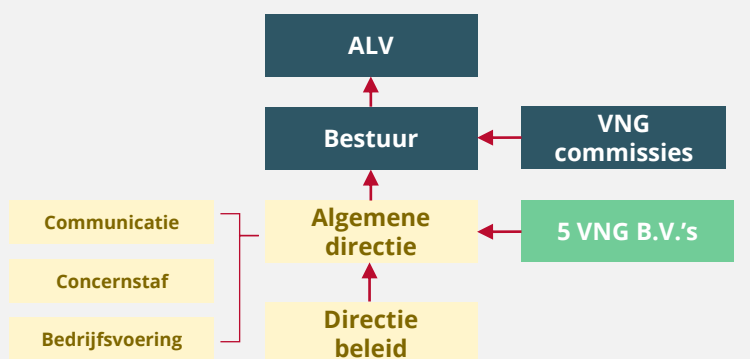 ALV
Bestuur
VNG
commissies
Communicatie
Algemene
directie
5 VNG B.V.'s
Concernstaf
Bedrijfsvoering
Directie
beleid